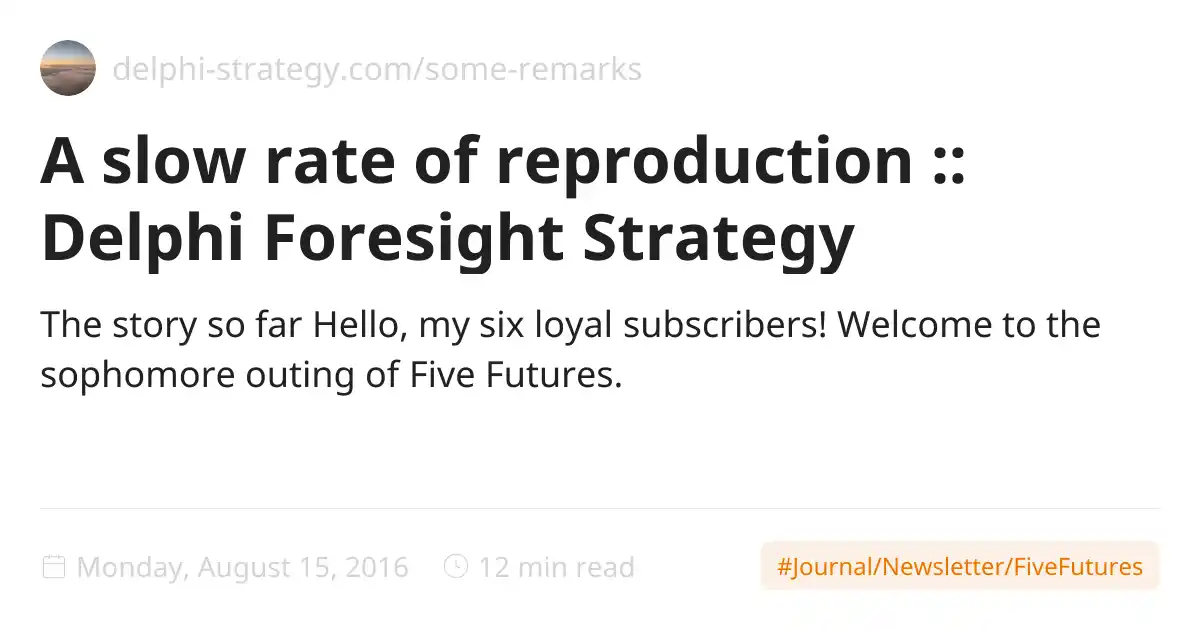 delphi-strategy.com/some-remarks
A slow rate of reproduction ::
Delphi Foresight Strategy
The story so far Hello, my six loyal subscribers! Welcome to the
sophomore outing of Five Futures.
Monday, August 15, 2016 12 min read #Journal/Newsletter/FiveFutures